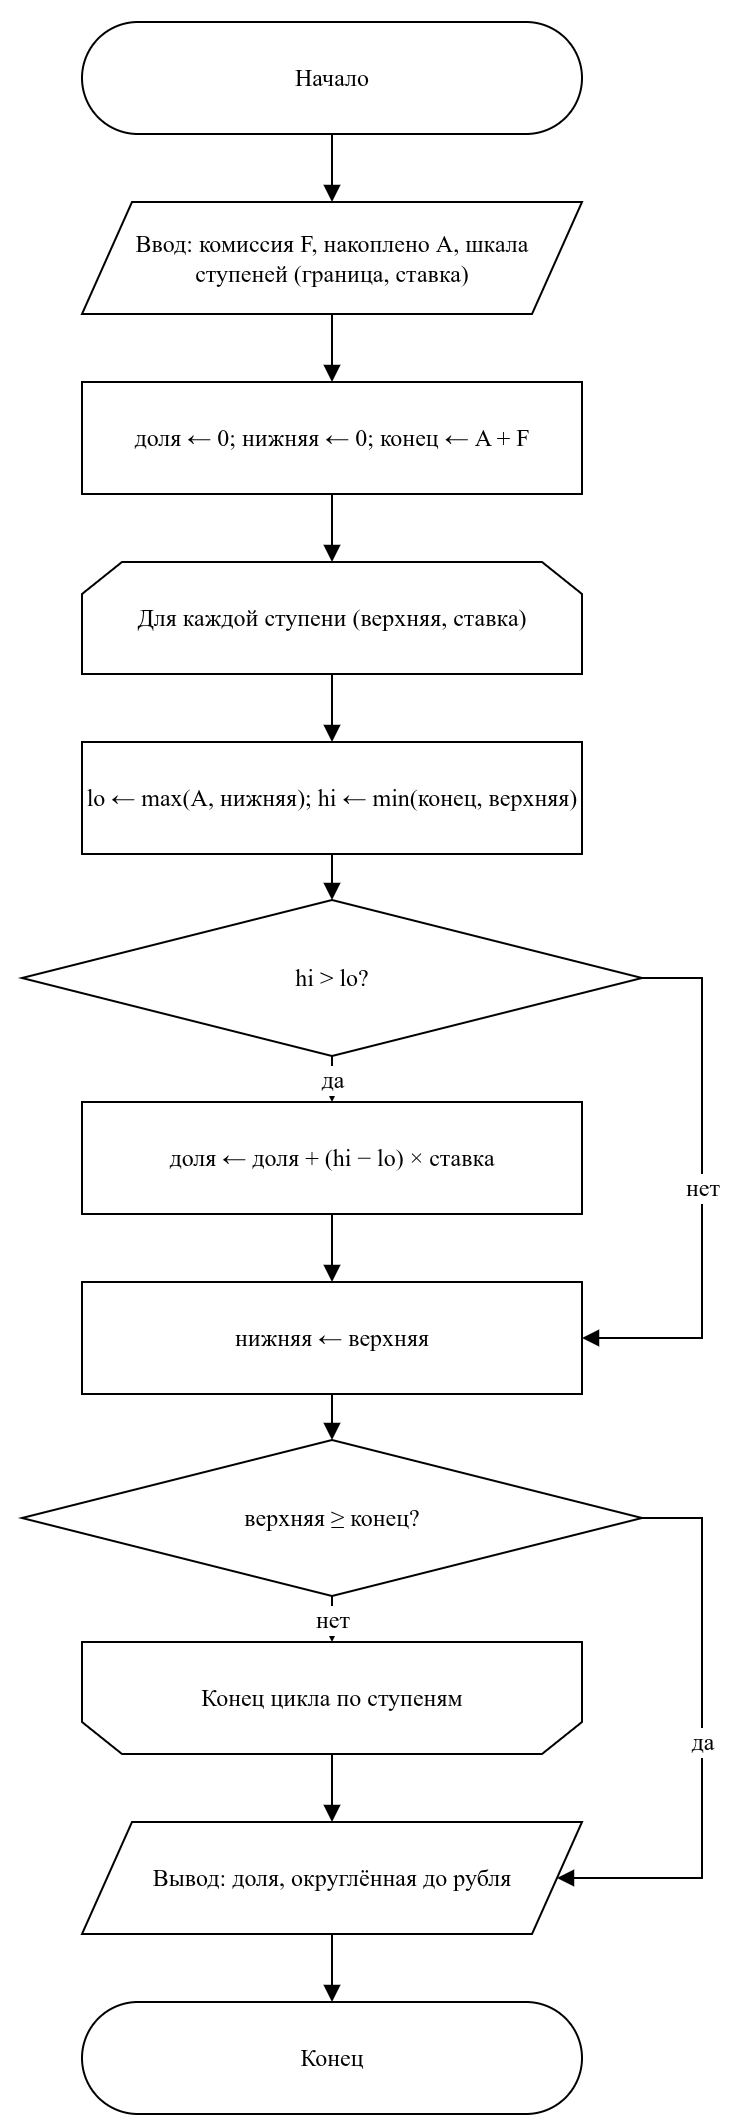 Начало
Ввод: комиссия F, накоплено A, шкала
ступеней (граница, ставка)
доля ← 0; нижняя ← 0; конец ← A + F
Для каждой ступени (верхняя, ставка)
lo ← max(A, нижняя); hi ← min(конец, верхняя)
hi > lo?
да
доля ← доля + (hi − lo) × ставка
нет
нижняя ← верхняя
верхняя ≥ конец?
нет
Конец цикла по ступеням
да
Вывод: доля, округлённая до рубля
Конец